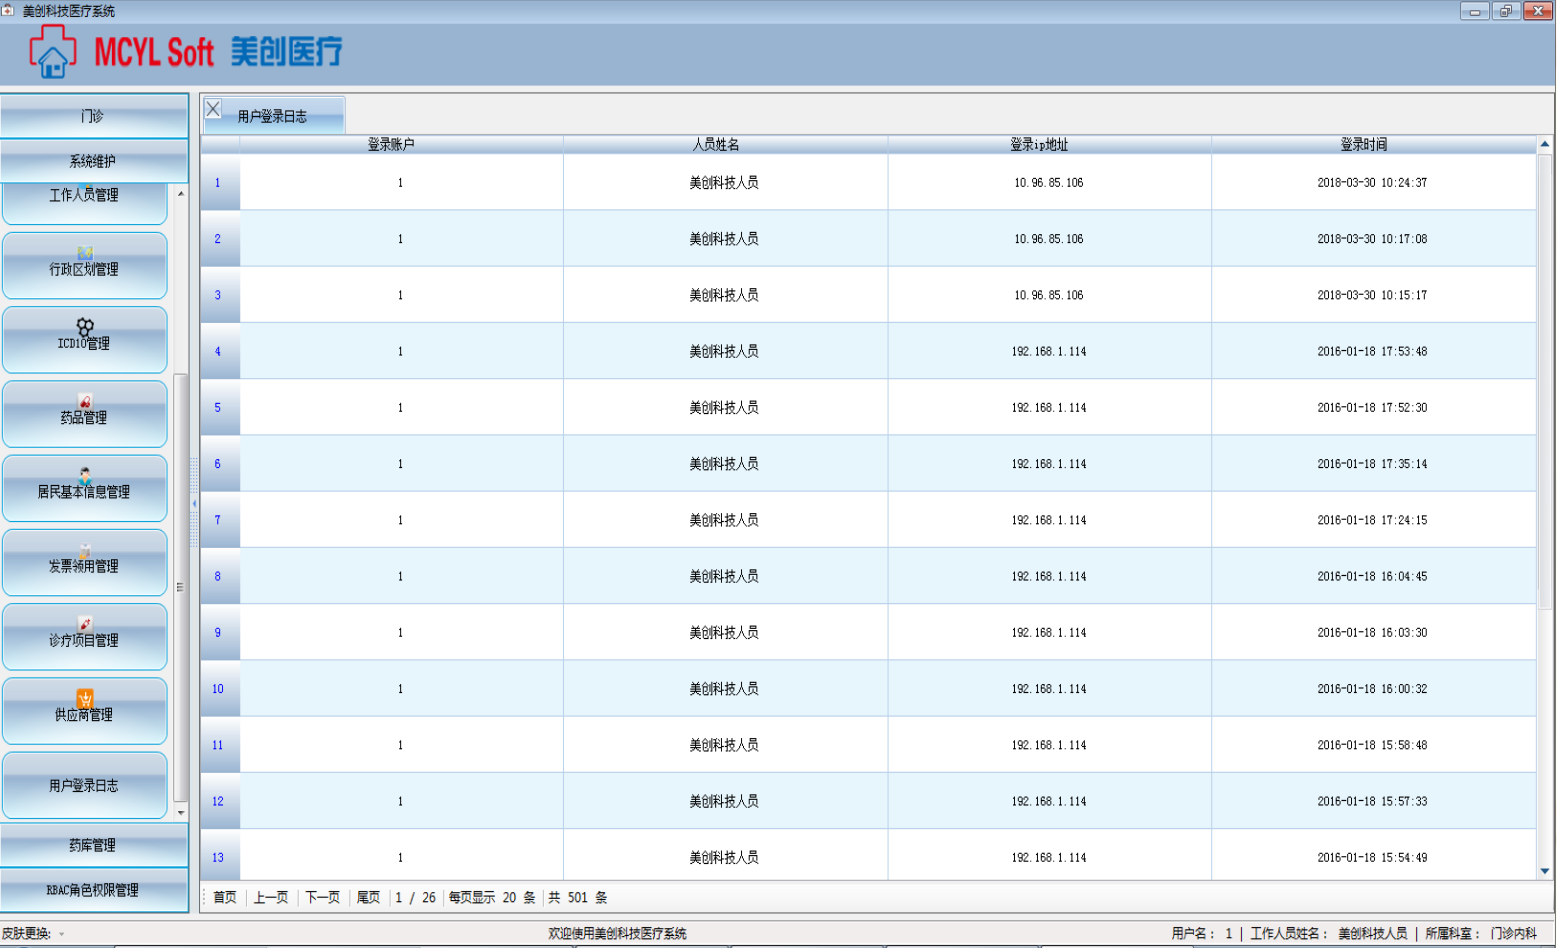 美创科技医疗系统
MCYL Soft 美创医疗
门诊
系统维护
工作人员管理
行政区划管理
ICD10管理
药品管理
居民基本信息管理
发票领用管理
诊疗项目管理
供应商管理
用户登录日志
药库管理
RBAC角色权限管理
用户登录日志
登录账户 人员姓名 登录ip地址 登录时间
1 1 美创科技人员 10.96.85.106 2018-03-30 10:24:37
2 1 美创科技人员 10.96.85.106 2018-03-30 10:17:08
3 1 美创科技人员 10.96.85.106 2018-03-30 10:15:17
4 1 美创科技人员 192.168.1.114 2016-01-18 17:53:48
5 1 美创科技人员 192.168.1.114 2016-01-18 17:52:30
6 1 美创科技人员 192.168.1.114 2016-01-18 17:35:14
7 1 美创科技人员 192.168.1.114 2016-01-18 17:24:15
8 1 美创科技人员 192.168.1.114 2016-01-18 16:04:45
9 1 美创科技人员 192.168.1.114 2016-01-18 16:03:30
10 1 美创科技人员 192.168.1.114 2016-01-18 16:00:32
11 1 美创科技人员 192.168.1.114 2016-01-18 15:58:48
12 1 美创科技人员 192.168.1.114 2016-01-18 15:57:33
13 1 美创科技人员 192.168.1.114 2016-01-18 15:54:49
首页 上一页 下一页 尾页 1 / 26 每页显示 20 条 共 501 条
皮肤更换: 欢迎使用美创科技医疗系统 用户名: 1 | 工作人员姓名: 美创科技人员 | 所属科室: 门诊内科